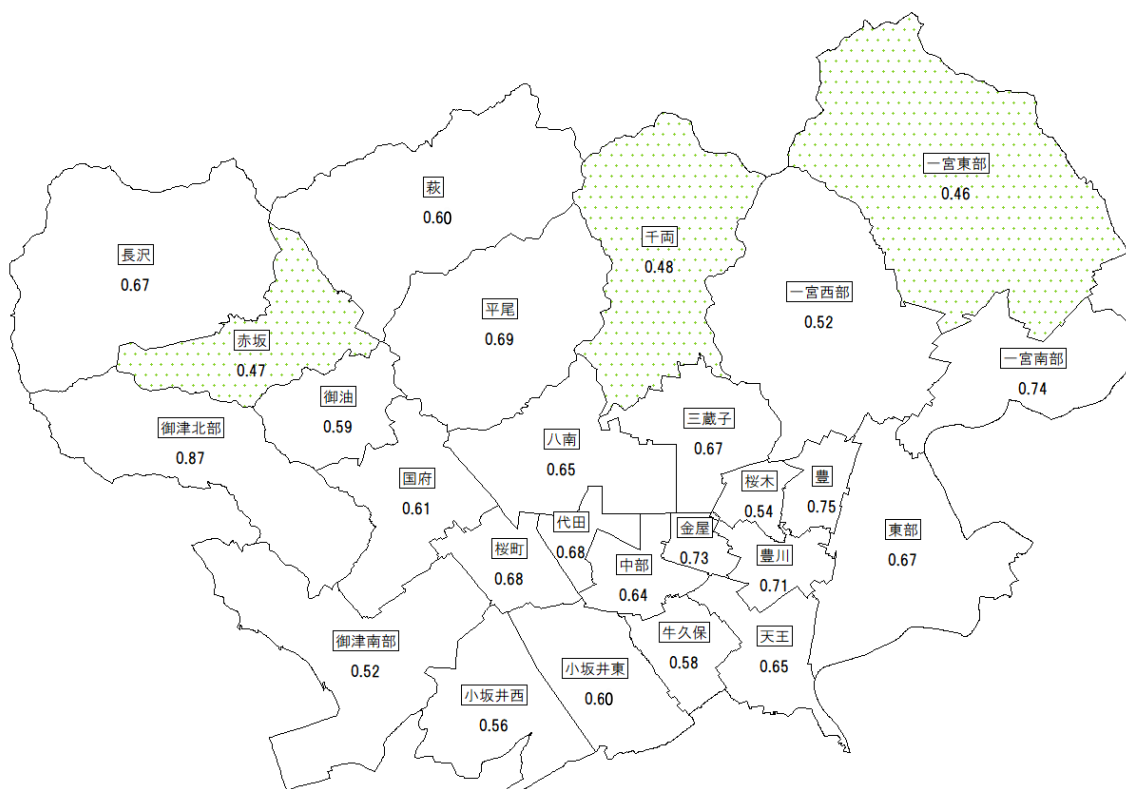 一宮東部
0.46
萩
0.60
千両
0.48
長沢
0.67
一宮西部
0.52
平尾
0.69
赤坂
0.47
一宮南部
0.74
御油
0.59
三蔵子
0.67
御津北部
0.87
八南
0.65
国府
0.61
桜木
0.54
豊
0.75
代田
0.68
金屋
0.73
東部
0.67
桜町
0.68
中部
0.64
豊川
0.71
御津南部
0.52
牛久保
0.58
天王
0.65
小坂井東
0.60
小坂井西
0.56